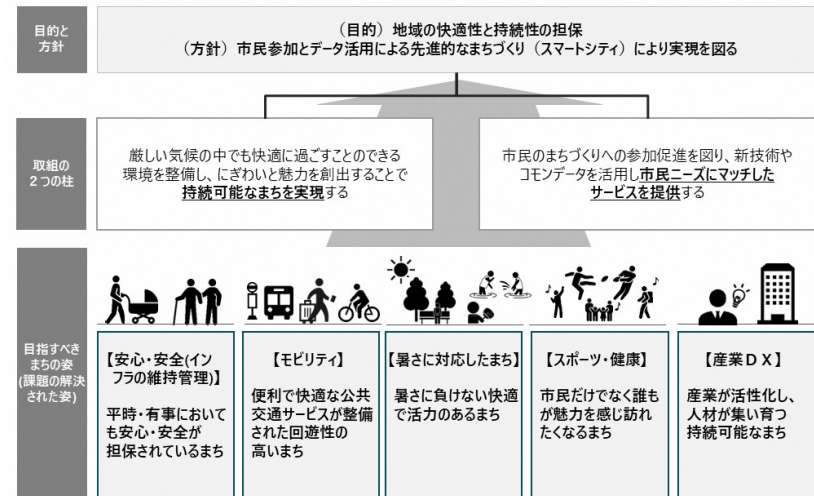 目的と
方針
（目的）地域の快適性と持続性の担保
（方針）市民参加とデータ活用による先進的なまちづくり（スマートシティ）により実現を図る
取組の
２つの柱
厳しい気候の中でも快適に過ごすことのできる
環境を整備し、にぎわいと魅力を創出することで
持続可能なまちを実現する
市民のまちづくりへの参加促進を図り、新技術や
コモンデータを活用し市民ニーズにマッチした
サービスを提供する
目指すべき
まちの姿
(課題の解決
された姿)
【安心・安全(イン
フラの維持管理)】
平時・有事において
も安心・安全が
担保されているまち
【モビリティ】
便利で快適な公共
交通サービスが整備
された回遊性の
高いまち
【暑さに対応したまち】
暑さに負けない快適
で活力のあるまち
【スポーツ・健康】
市民だけでなく誰も
が魅力を感じ訪れ
たくなるまち
【産業ＤＸ】
産業が活性化し、
人材が集い育つ
持続可能なまち